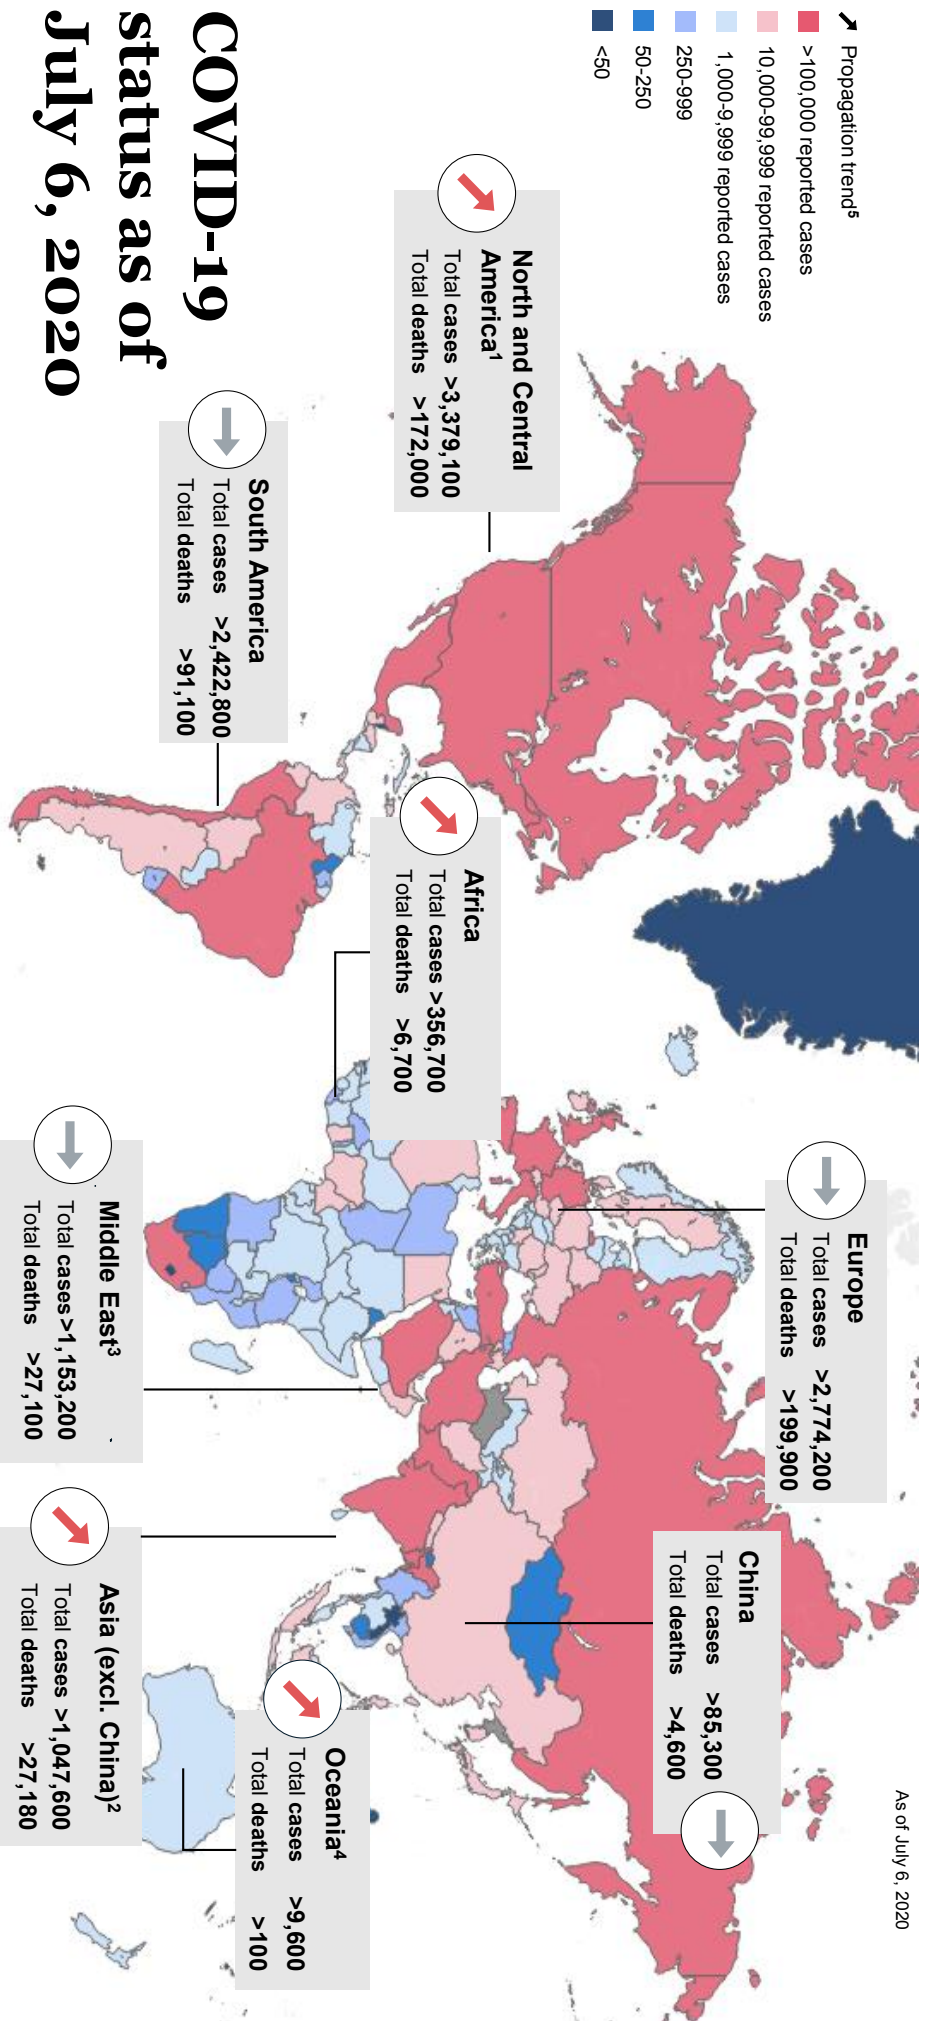 COVID-19
status as of
July 6, 2020
As of July 6, 2020
Propagation trend⁵
>100,000 reported cases
10,000-99,999 reported cases
1,000-9,999 reported cases
250-999
50-250
<50
North and Central
America¹
Total cases >3,379,100
Total deaths >172,000
South America
Total cases >2,422,800
Total deaths >91,100
Africa
Total cases >356,700
Total deaths >6,700
Europe
Total cases >2,774,200
Total deaths >199,900
Middle East³
Total cases >1,153,200
Total deaths >27,100
China
Total cases >85,300
Total deaths >4,600
Asia (excl. China)²
Total cases >1,047,600
Total deaths >27,180
Oceania⁴
Total cases >9,600
Total deaths >100